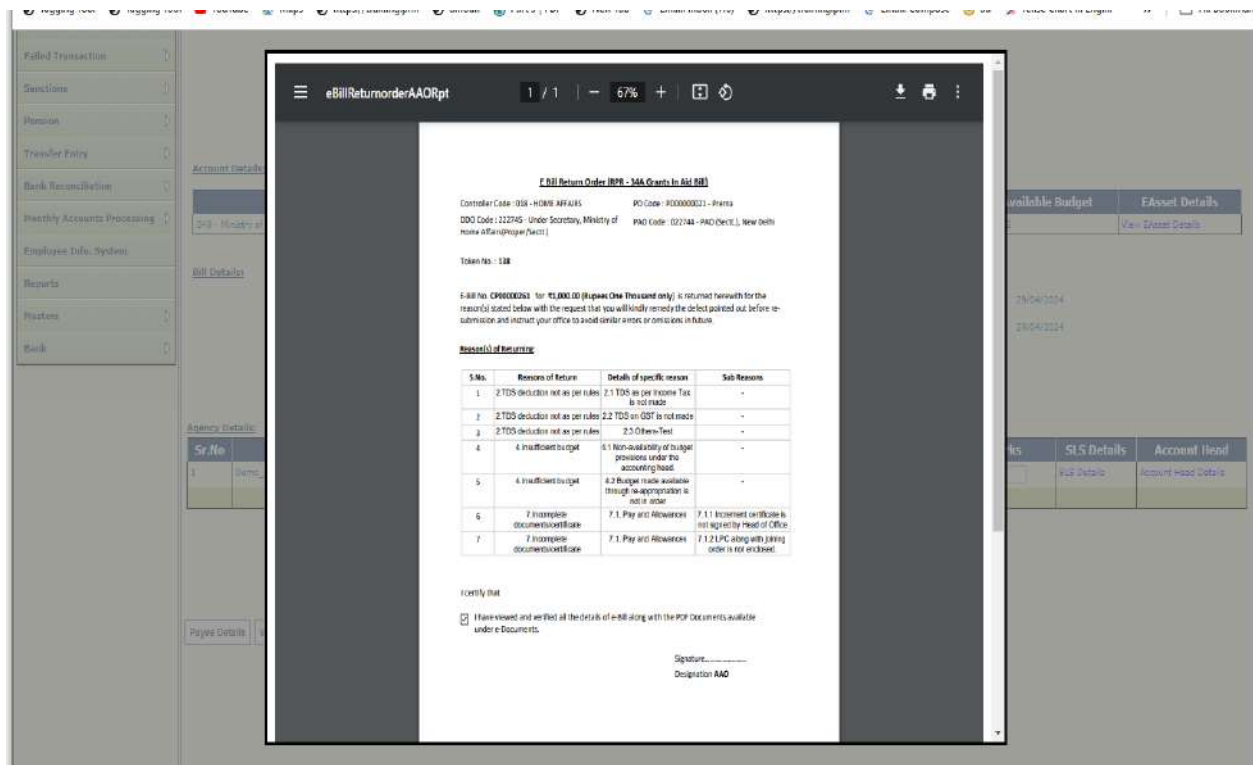 Failed Transaction
Sanctions
Pension
Transfer Entry
Bank Reconciliation
Monthly Accounts Processing
Employee Info. System
Reports
Masters
Bank
Account Details
Available Budget
EAsset Details
View EAsset Details
Bill Details
29/04/2024
Agency Details
Sr.No
SLS Details
Account Head
1
SLS Details
Account Head Details
Payee Details
eBillReturnorderAAORpt
1 / 1
67%
E Bill Return Order (RPR - 34A Grants In Aid Bill)
Controller Code : 018 - HOME AFFAIRS
PD Code : PD00000021 - Prerna
DDO Code : 222745 - Under Secretary, Ministry of
Home Affair(Proper/Sectt.)
PAO Code : 022744 - PAO (Sectt.), New Delhi
Token No. : 138
E-Bill No. CP00000261 for ₹1,000.00 (Rupees One Thousand only) is returned herewith for the
reason(s) stated below with the request that you will kindly remedy the defect pointed out before re-
submission and instruct your office to avoid similar errors or omissions in future.
Reason(s) of Returning
S.No. Reasons of Return Details of specific reason Sub Reasons
1 2.TDS deduction not as per rules 2.1 TDS as per Income Tax
is not made -
2 2.TDS deduction not as per rules 2.2 TDS on GST is not made -
3 2.TDS deduction not as per rules 2.3 Others-Test -
4 4.Insufficient budget
provisions under the
accounting head. -
5 4.Insufficient budget 4.2 Budget made available
through re-appropriation is
not in order -
6 7.Incomplete
documents/certificate
7.1. Pay and Allowances
7.1.1 Increment certificate is
not signed by Head of Office
7 7.Incomplete
documents/certificate
7.1. Pay and Allowances
7.1.2 LPC along with joining
order is not enclosed.
I certify that
I have viewed and verified all the details of e-Bill along with the PDF Documents available
under e-Documents.
Signature....................
Designation AAO